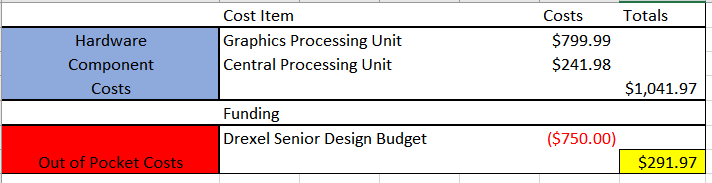 Cost Item Costs Totals
Hardware Graphics Processing Unit $799.99
Component Central Processing Unit $241.98
Costs $1,041.97
Funding
Drexel Senior Design Budget ($750.00)
Out of Pocket Costs $291.97